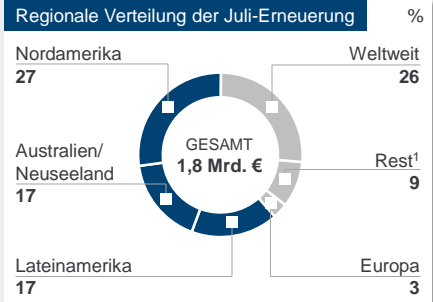 Regionale Verteilung der Juli-Erneuerung %
Nordamerika
27
Weltweit
26
GESAMT
1,8 Mrd. €
Australien/
Neuseeland
17
Rest¹
9
Lateinamerika
17
Europa
3